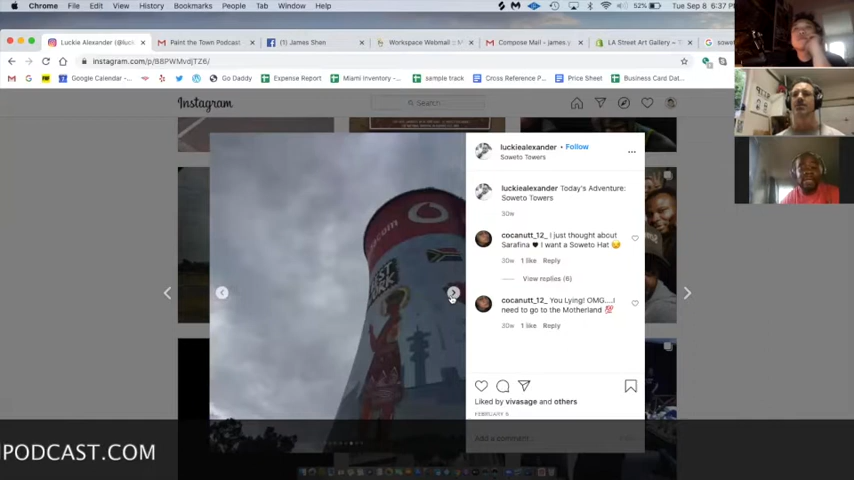 Chrome File Edit View History Bookmarks People Tab Window Help
52%
Tue Sep 8 6:37 P
Luckie Alexander (@luck
Paint the Town Podcast
(3) James Shen
Workspace Webmail ::
Compose Mail - james
LA Street Art Gallery –
G sowe
instagram.com/p/B8PWMvdjTZ6/
Google Calendar -
Go Daddy
Expense Report
Miami Inventory -
sample track
Cross Reference P
Price Sheet
Business Card Dat
Instagram
Search
luckiealexander • Follow
Soweto Towers
luckiealexander Today's Adventure:
Soweto Towers
30w
cocanutt_12_ I just thought about
Sarafina 🖤 I want a Soweto Hat 😏
30w 1 like Reply
View replies (6)
cocanutt_12_ You Lying! OMG....I
need to go to the Motherland 💯
30w 1 like Reply
Liked by vivasage and others
FEBRUARY 6
Add a comment...
PODCAST.COM